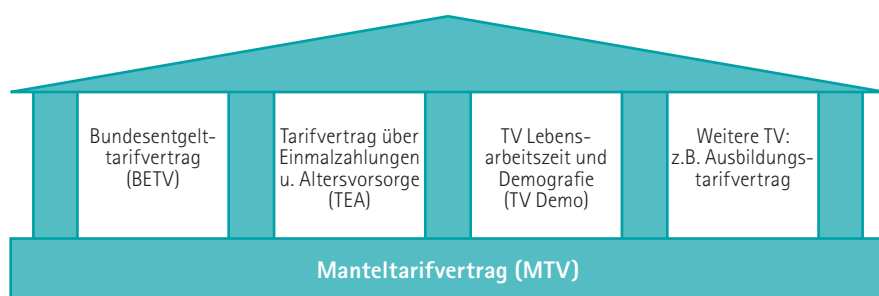 Bundesentgelt-
tarifvertrag
(BETV)
Tarifvertrag über
Einmalzahlungen
u. Altersvorsorge
(TEA)
TV Lebens-
arbeitszeit und
Demografie
(TV Demo)
Weitere TV:
z.B. Ausbildungs-
tarifvertrag
Manteltarifvertrag (MTV)